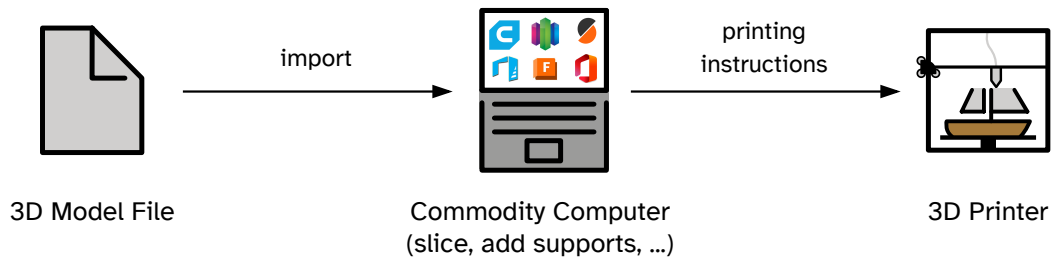 import
printing
instructions
F
3D Model File
Commodity Computer
(slice, add supports, ...)
3D Printer